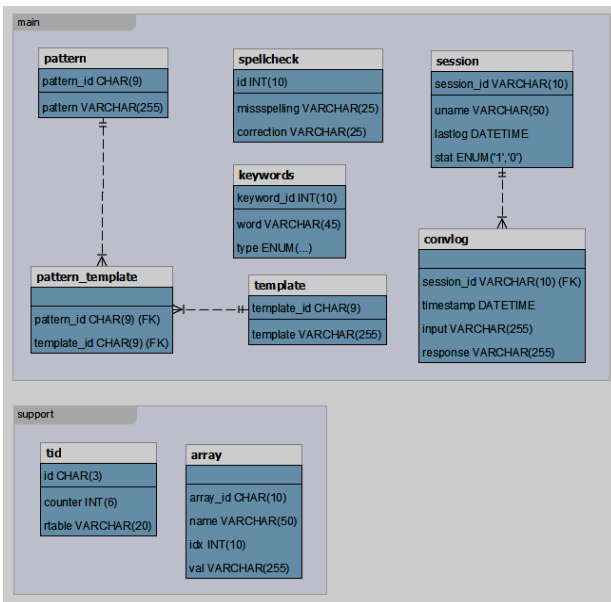 main
pattern
pattern_id CHAR(9)
pattern VARCHAR(255)
spellcheck
id INT(10)
missspelling VARCHAR(25)
correction VARCHAR(25)
session
session_id VARCHAR(10)
uname VARCHAR(50)
lastlog DATETIME
stat ENUM('1','0')
keywords
keyword_id INT(10)
word VARCHAR(45)
type ENUM(...)
pattern_template
pattern_id CHAR(9) (FK)
template_id CHAR(9) (FK)
template
template_id CHAR(9)
template VARCHAR(255)
convlog
session_id VARCHAR(10) (FK)
timestamp DATETIME
input VARCHAR(255)
response VARCHAR(255)
support
tid
id CHAR(3)
counter INT(6)
rtable VARCHAR(20)
array
array_id CHAR(10)
name VARCHAR(50)
idx INT(10)
val VARCHAR(255)